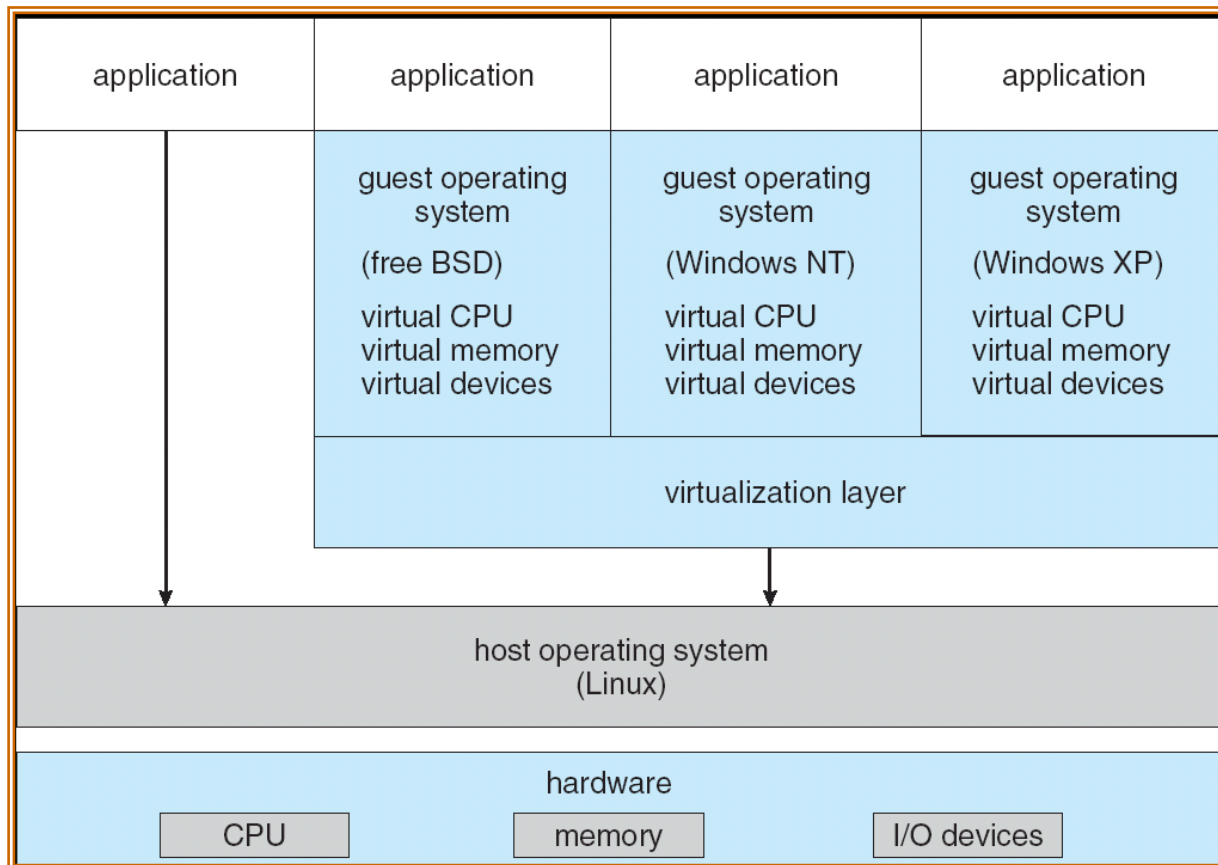 application
application
application
application
guest operating
system
(free BSD)
virtual CPU
virtual memory
virtual devices
guest operating
system
(Windows NT)
virtual CPU
virtual memory
virtual devices
guest operating
system
(Windows XP)
virtual CPU
virtual memory
virtual devices
virtualization layer
host operating system
(Linux)
hardware
CPU
memory
I/O devices